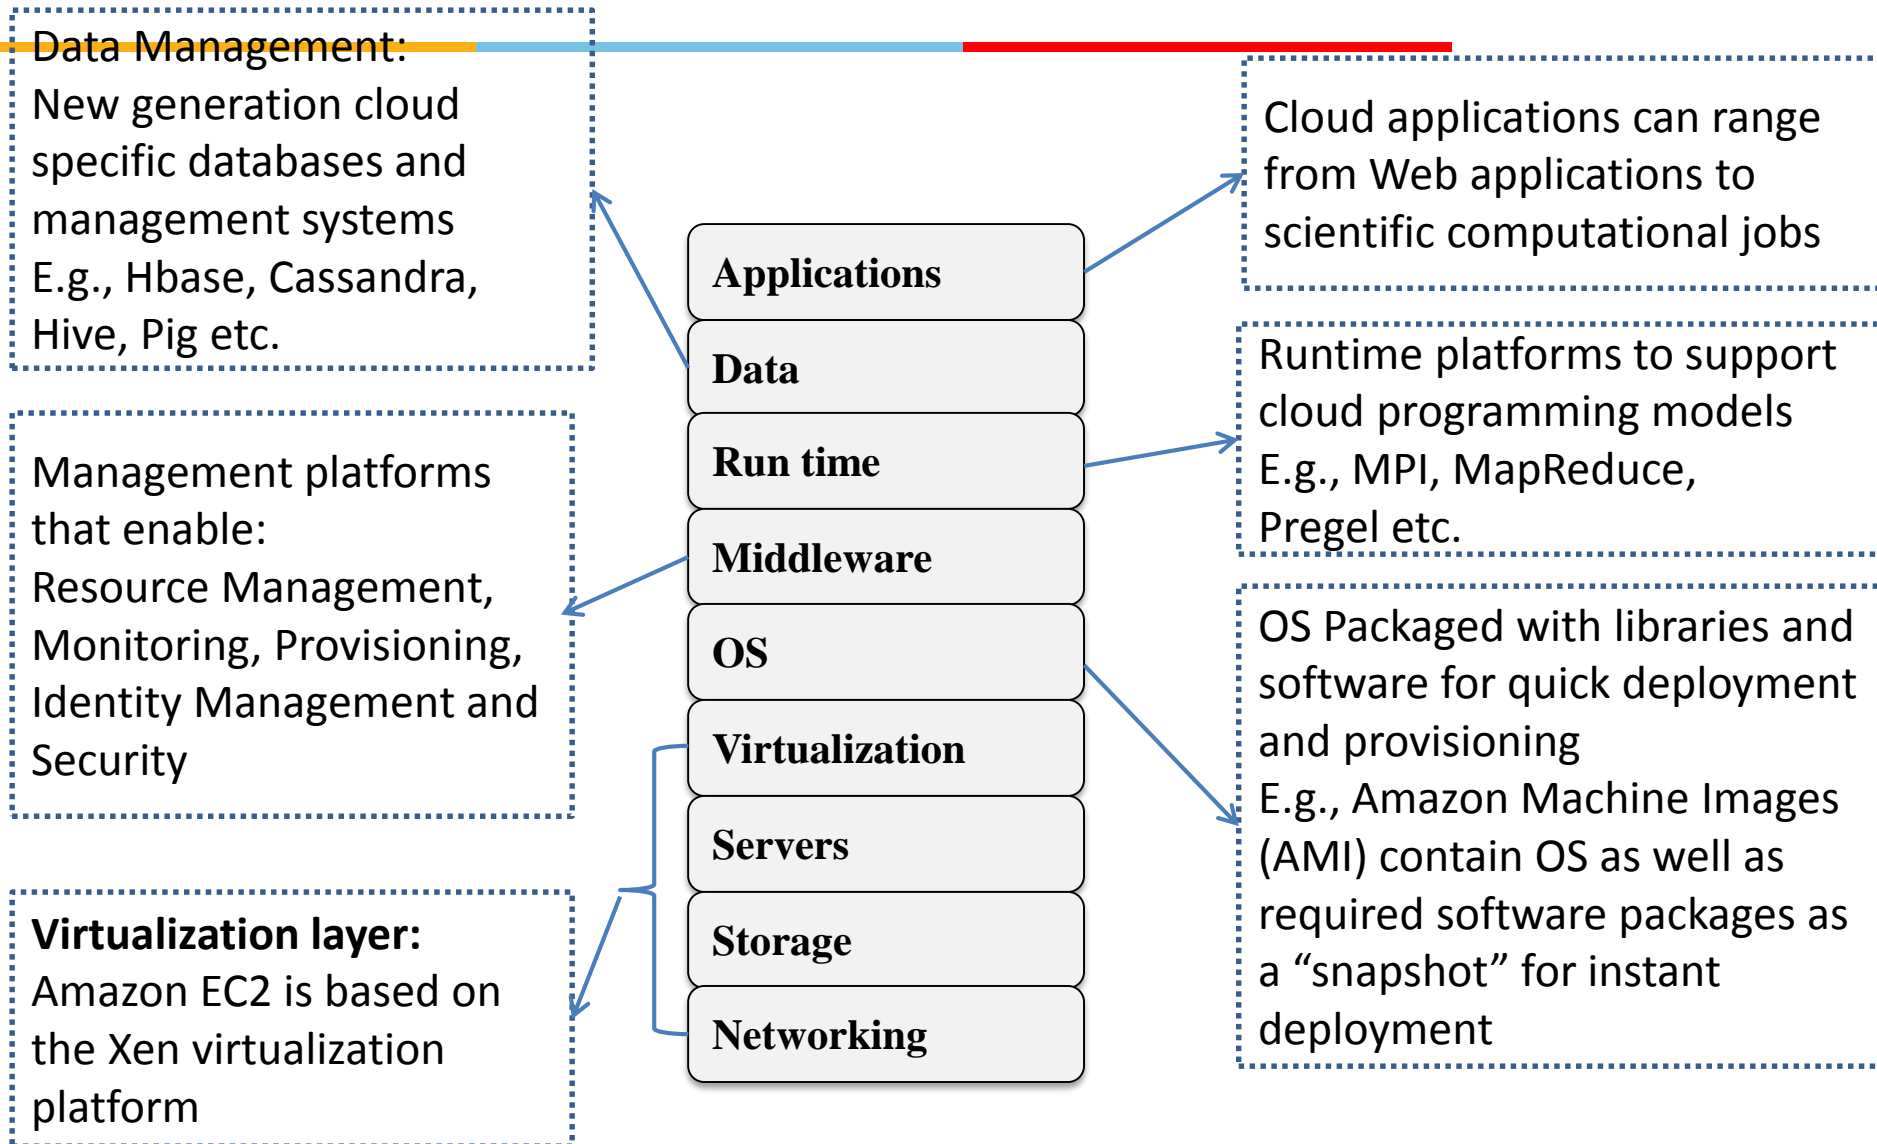 Data Management:
New generation cloud
specific databases and
management systems
E.g., Hbase, Cassandra,
Hive, Pig etc.
Management platforms
that enable:
Resource Management,
Monitoring, Provisioning,
Identity Management and
Security
Virtualization layer:
Amazon EC2 is based on
the Xen virtualization
platform
Applications
Data
Run time
Middleware
OS
Virtualization
Servers
Storage
Networking
Cloud applications can range
from Web applications to
scientific computational jobs
Runtime platforms to support
cloud programming models
E.g., MPI, MapReduce,
Pregel etc.
OS Packaged with libraries and
software for quick deployment
and provisioning
E.g., Amazon Machine Images
(AMI) contain OS as well as
required software packages as
a “snapshot” for instant
deployment